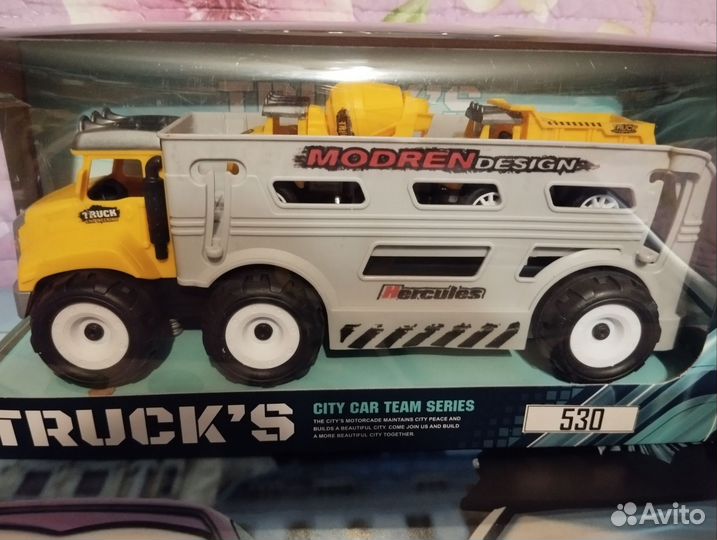 TRUCK'S
MODREN DESIGN
TRUCK
Hercules
TRUCK'S
CITY CAR TEAM SERIES
THE CITY'S MOTORCADE MAINTAINS CITY PEACE AND
BUILDS A BEAUTIFUL CITY. COME JOIN US AND BUILD
A MORE BEAUTIFUL CITY TOGETHER.
530
Avito